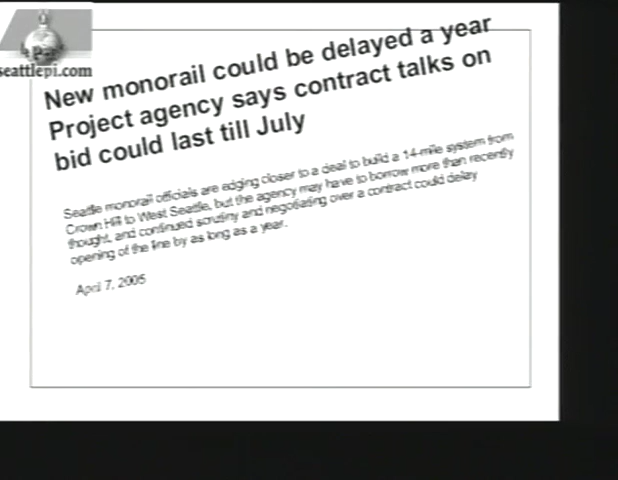 seattlepi.com
New monorail could be delayed a year
Project agency says contract talks on
bid could last till July
Seattle monorail officials are edging closer to a deal to build a 14-mile system from
Crown Hill to West Seattle, but the agency may have to borrow more than recently
thought, and continued scrutiny and negotiating over a contract could delay
opening of the line by as long as a year.
April 7, 2005